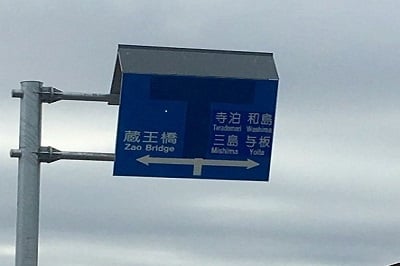 蔵王橋
Zao Bridge
寺泊 和島
Teradomari Washima
三島 与板
Mishima Yoita